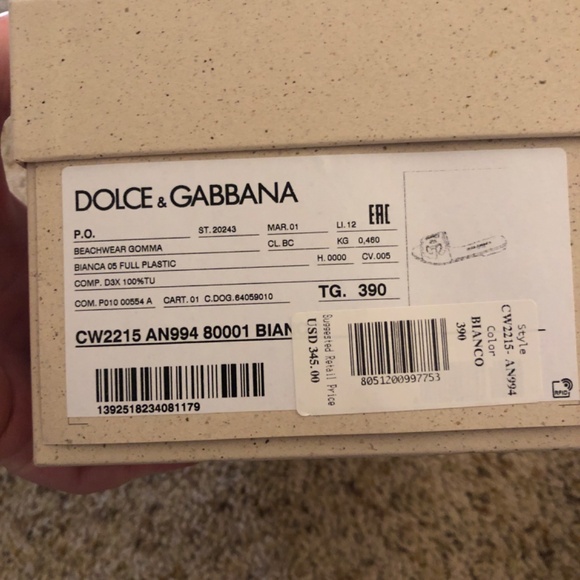 DOLCE & GABBANA
P.O. ST. 20243 MAR. 01 LI. 12 EAC
BEACHWEAR GOMMA CL. BC KG 0,460
BIANCA 05 FULL PLASTIC H. 0000 CV. 005
COMP. D3X 100%TU
COM. P010 00554 A CART. 01 C.DOG. 64059010 TG. 390
CW2215 AN994 80001 BIAN
1392518234081179
Suggested Retail Price
USD 345.00
8051200997753
Style
CW2215- AN994
Color
BIANCO
390
RFID